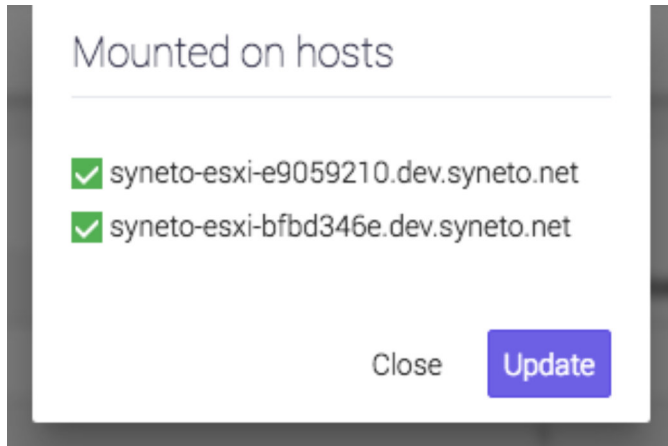 Mounted on hosts
syneto-esxi-e9059210.dev.syneto.net
syneto-esxi-bfbd346e.dev.syneto.net
Close
Update